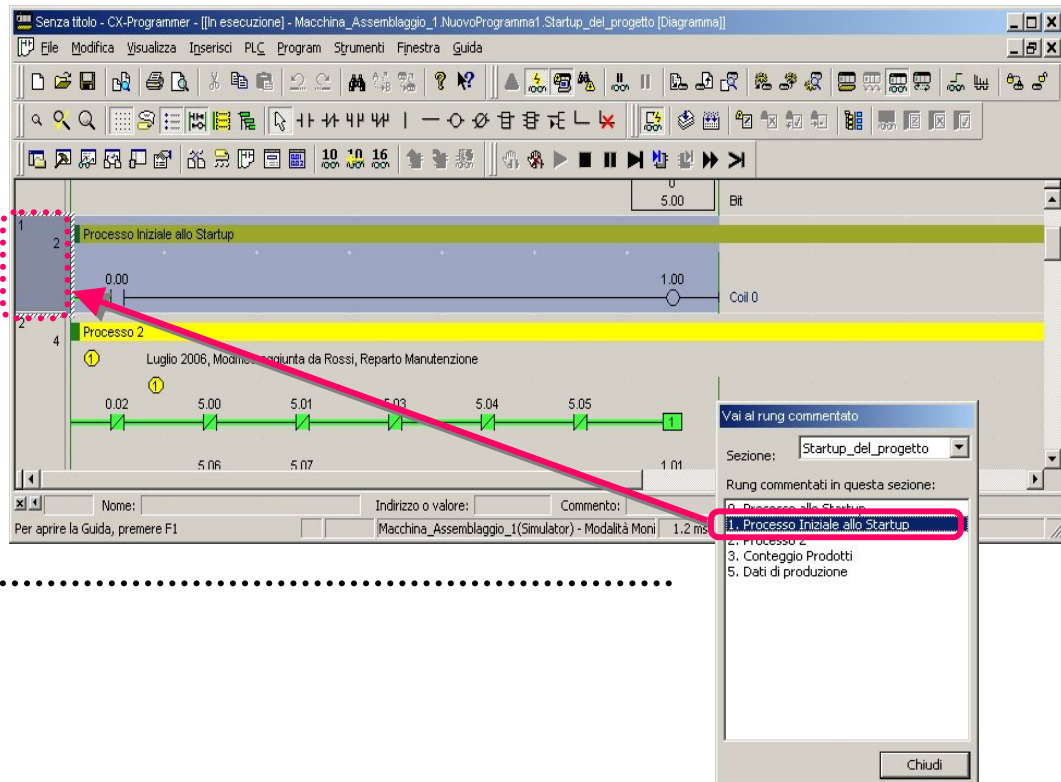 Senza titolo - CX-Programmer - [[In esecuzione] - Macchina_Assemblaggio_1.NuovoProgramma1.Startup_del_progetto [Diagramma]]
File Modifica Visualizza Inserisci PLC Program Strumenti Finestra Guida
10 10 16
0
5.00 Bit
1
2
Processo Iniziale allo Startup
0.00 1.00
Coil 0
2
4
Processo 2
1 Luglio 2006, aggiunta da Rossi, Reparto Manutenzione
1
0.02 5.00 5.01 5.03 5.04 5.05
1
5.06 5.07 1.01
Nome: Indirizzo o valore: Commento:
Per aprire la Guida, premere F1 Macchina_Assemblaggio_1(Simulator) - Modalità Moni 1.2 ms
Vai al rung commentato
Sezione: Startup_del_progetto
Rung commentati in questa sezione:
0. Processo allo Startup
1. Processo Iniziale allo Startup
2. Processo 2
3. Conteggio Prodotti
5. Dati di produzione
Chiudi